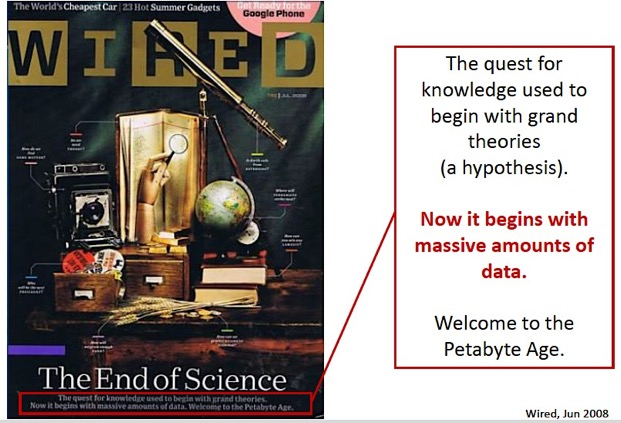 The World's Cheapest Car | 23 Hot Summer Gadgets
Get Ready for the
Google Phone
WIRED
JUL 2008
The End of Science
The quest for knowledge used to begin with grand theories.
Now it begins with massive amounts of data. Welcome to the Petabyte Age.
The quest for
knowledge used to
begin with grand
theories
(a hypothesis).
Now it begins with
massive amounts of
data.
Welcome to the
Petabyte Age.
Wired, Jun 2008